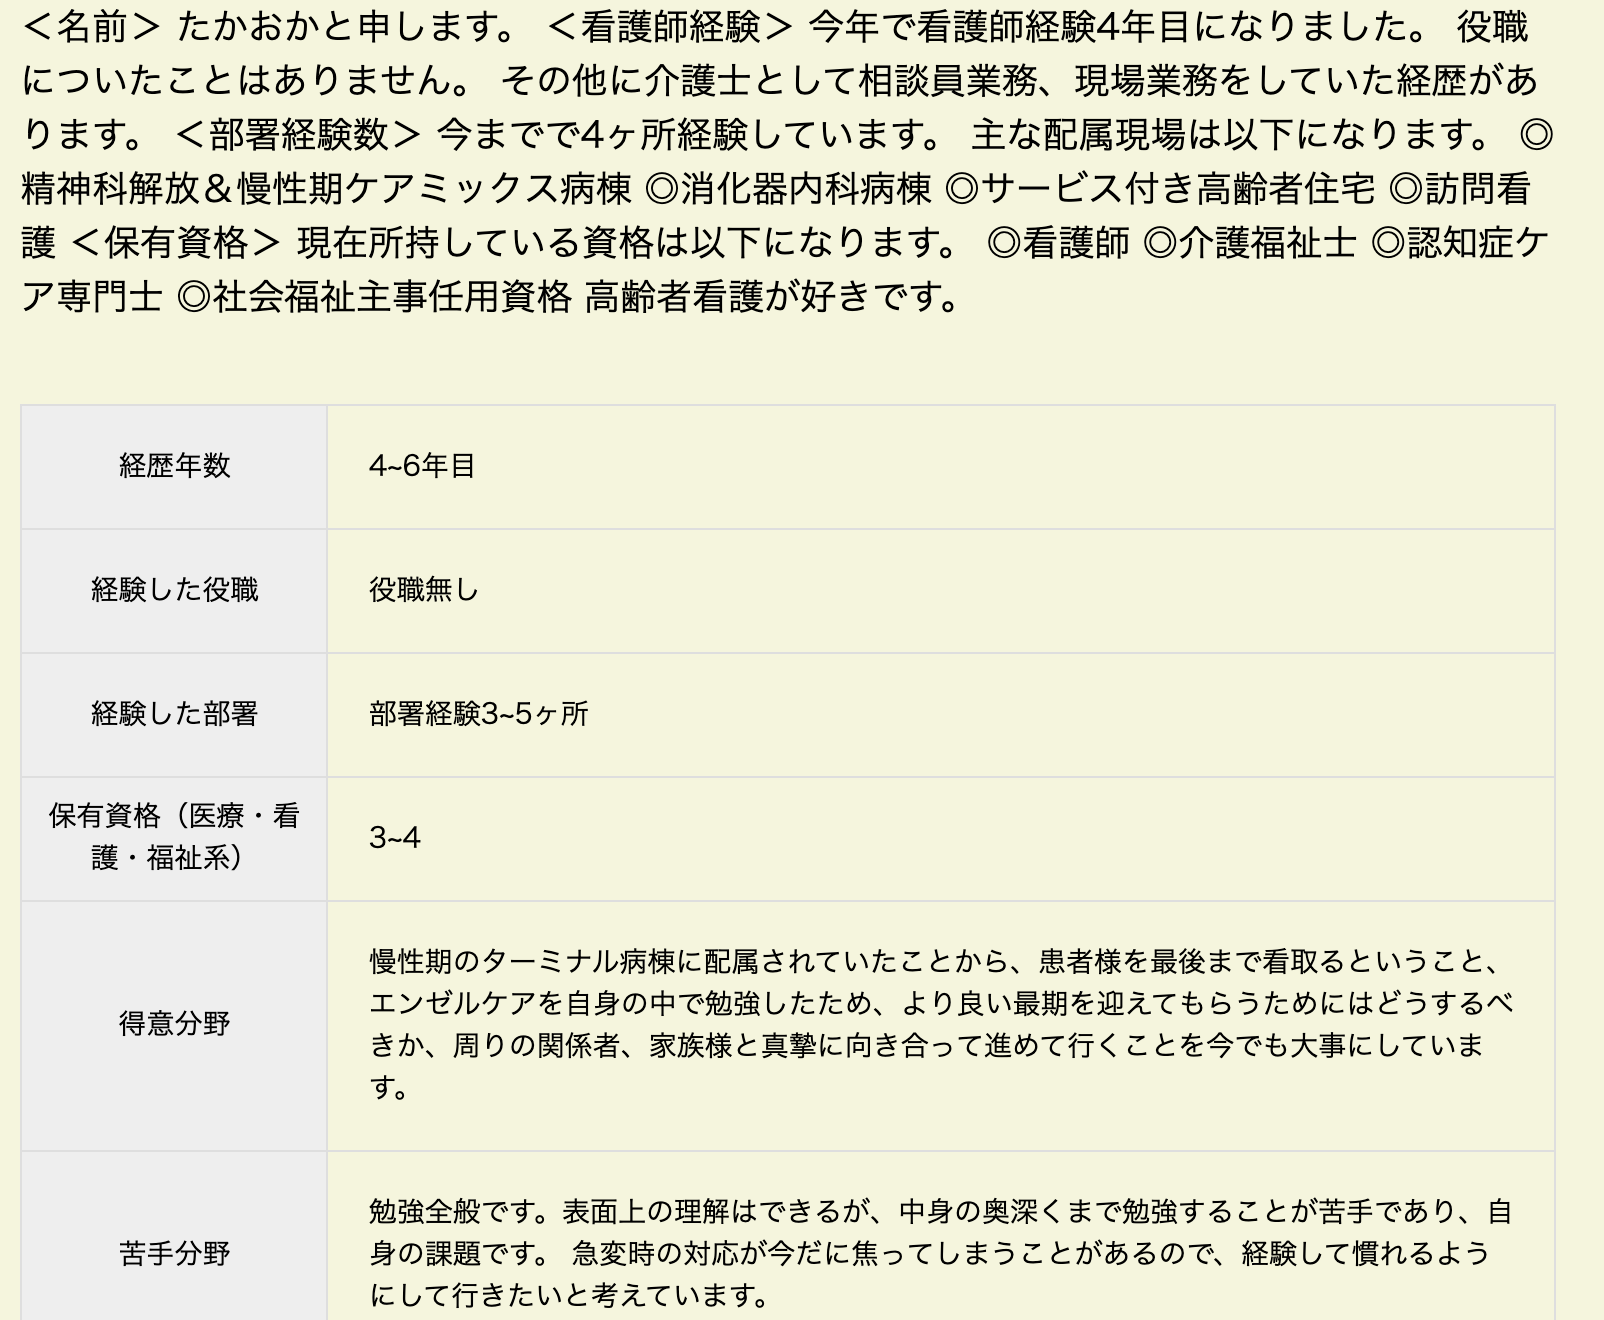 ＜名前＞ たかおかと申します。 ＜看護師経験＞ 今年で看護師経験4年目になりました。 役職
についたことはありません。 その他に介護士として相談員業務、現場業務をしていた経歴があ
ります。 ＜部署経験数＞ 今までで4ヶ所経験しています。 主な配属現場は以下になります。 ◎
精神科解放＆慢性期ケアミックス病棟 ◎消化器内科病棟 ◎サービス付き高齢者住宅 ◎訪問看
護 ＜保有資格＞ 現在所持している資格は以下になります。 ◎看護師 ◎介護福祉士 ◎認知症ケ
ア専門士 ◎社会福祉主事任用資格 高齢者看護が好きです。
経歴年数
4~6年目
経験した役職
役職無し
経験した部署
部署経験3~5ヶ所
保有資格（医療・看
護・福祉系）
3~4
得意分野
慢性期のターミナル病棟に配属されていたことから、患者様を最後まで看取るということ、
エンゼルケアを自身の中で勉強したため、より良い最期を迎えてもらうためにはどうするべ
きか、周りの関係者、家族様と真摯に向き合って進めて行くことを今でも大事にしていま
す。
苦手分野
勉強全般です。表面上の理解はできるが、中身の奥深くまで勉強することが苦手であり、自
身の課題です。 急変時の対応が今だに焦ってしまうことがあるので、経験して慣れるよう
にして行きたいと考えています。